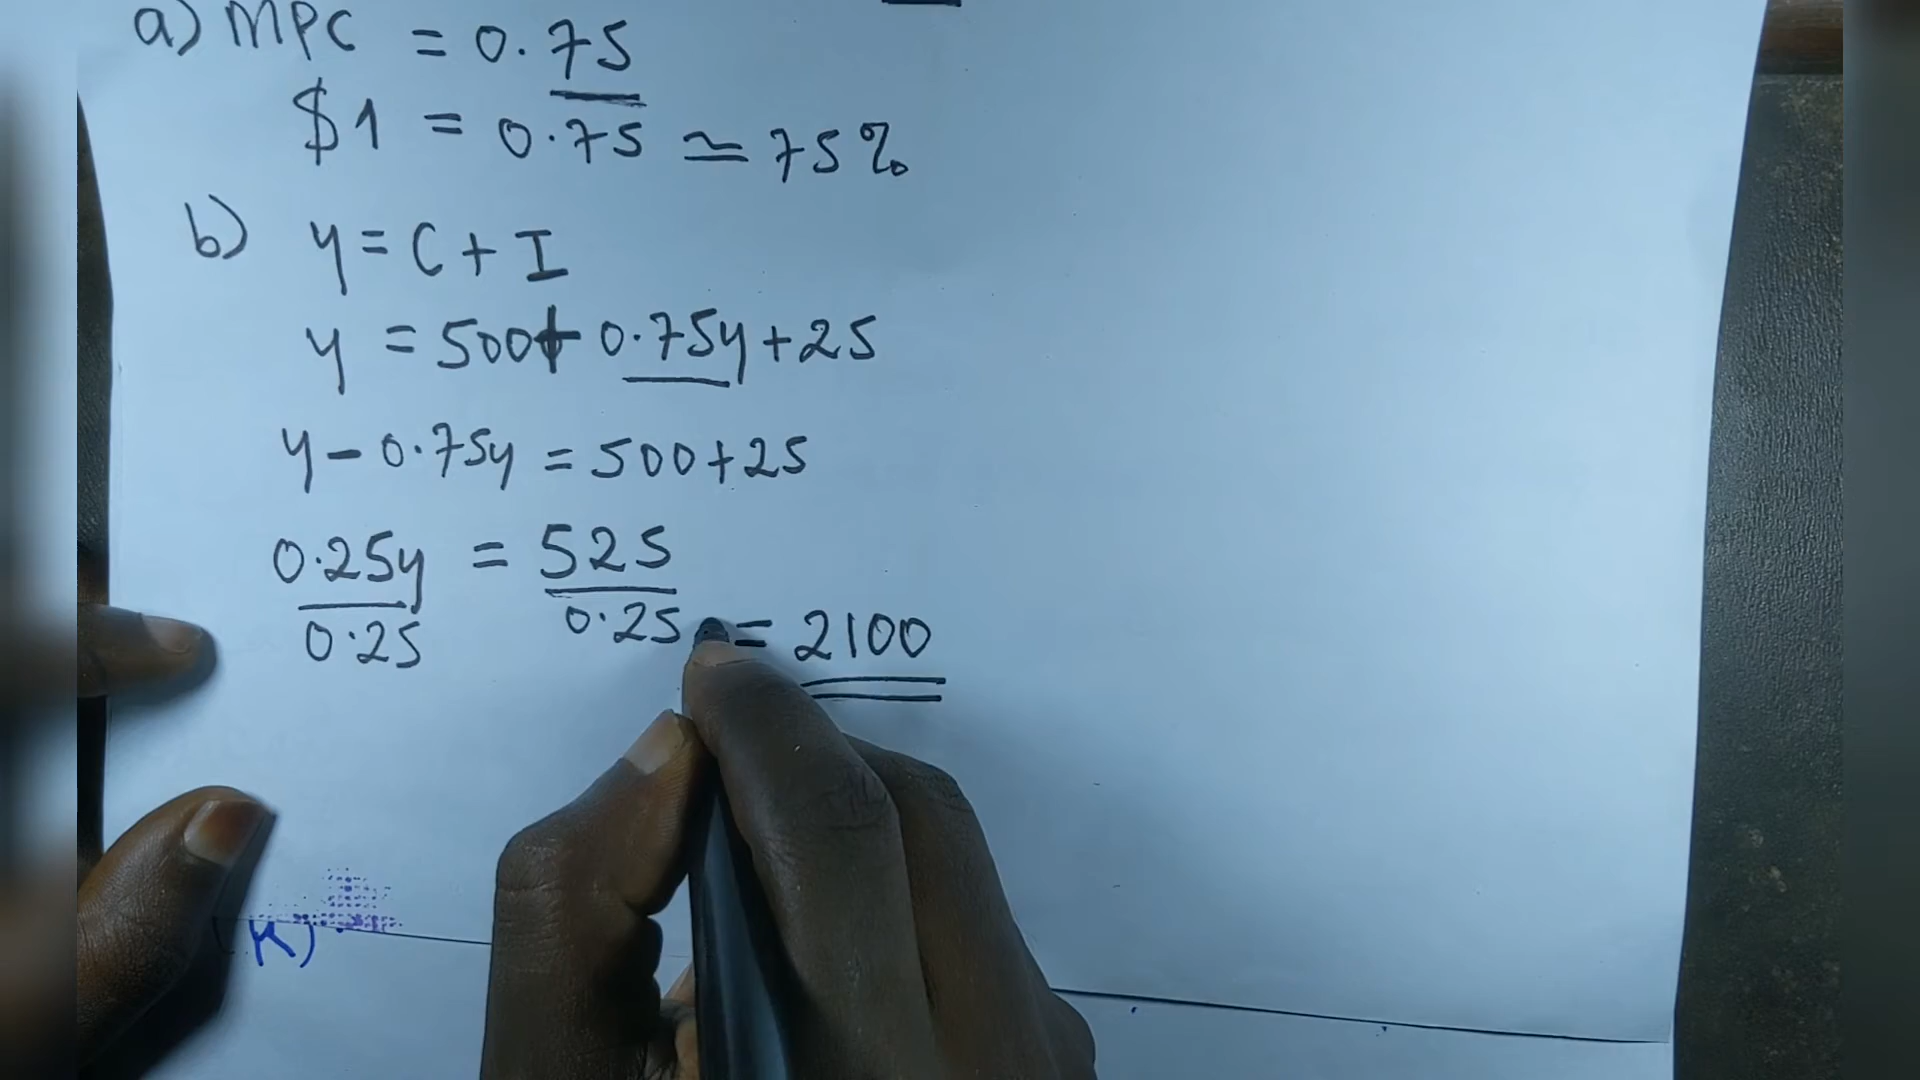 a) MPC = 0.75
$1 = 0.75 ≃ 75%
b) y = C + I
y = 500 + 0.75y + 25
y - 0.75y = 500 + 25
0.25y = 525
0.25 0.25 = 2100